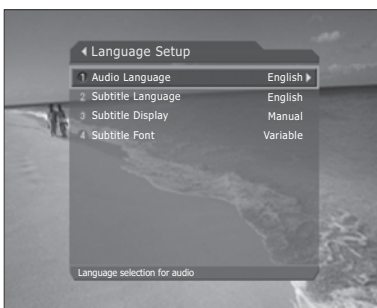 Language Setup
1 Audio Language English
2 Subtitle Language English
3 Subtitle Display Manual
4 Subtitle Font Variable
Language selection for audio